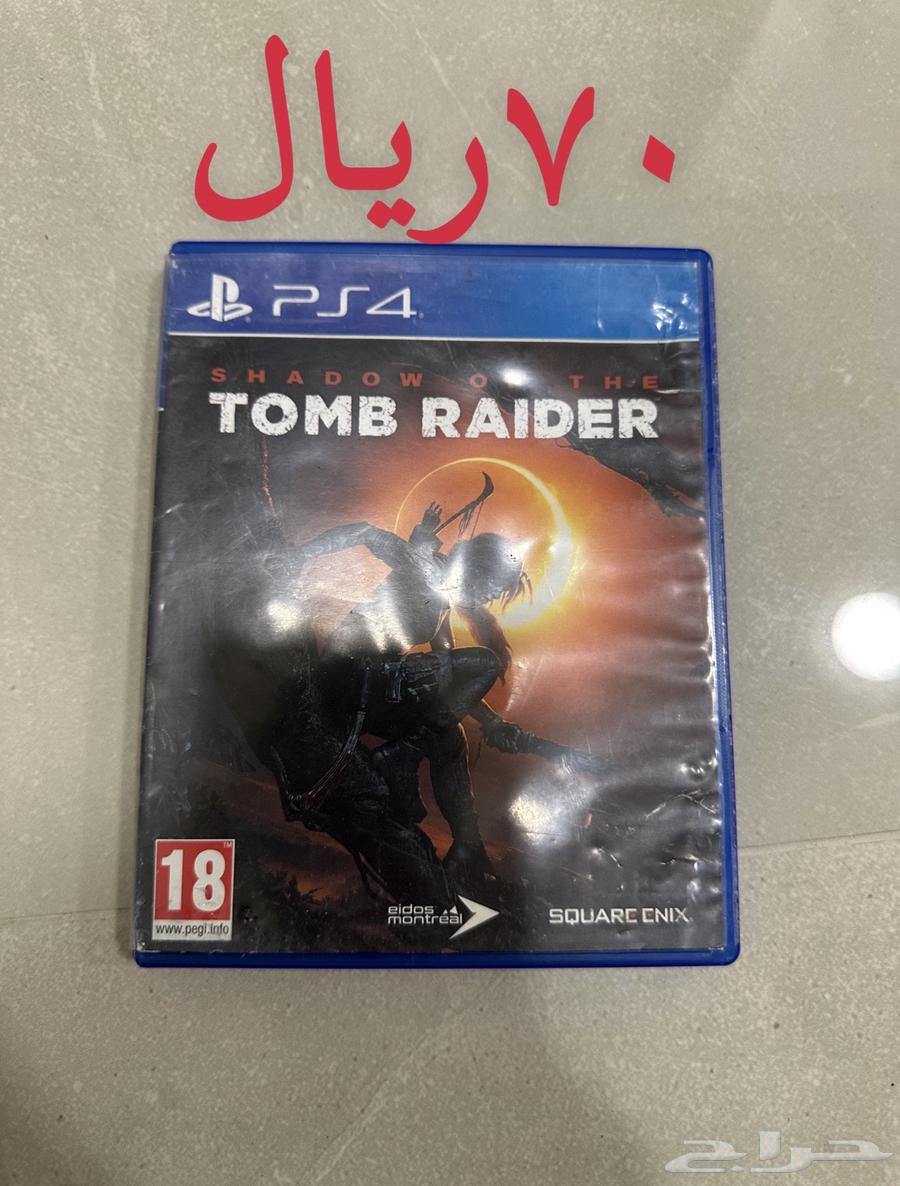 ٧٠ريال
PS4
SHADOW OF THE
TOMB RAIDER
18
www.pegi.info
eidos
montréal
SQUARE ENIX
حراج